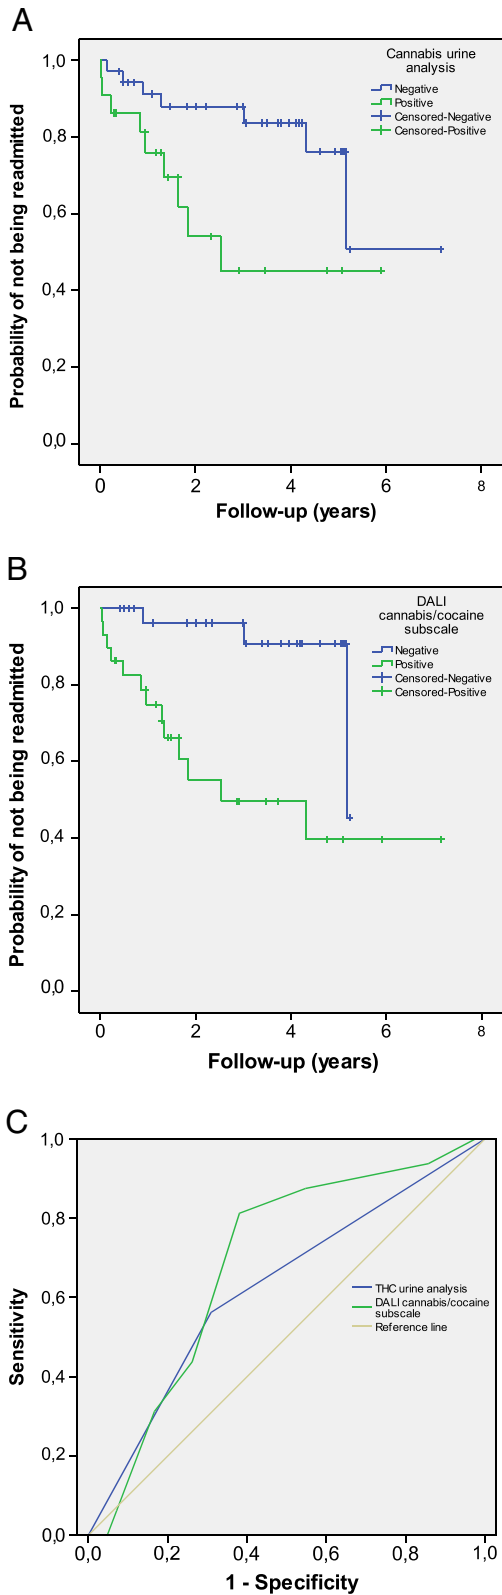 A
Cannabis urine
analysis
Negative
Positive
Censored-Negative
Censored-Positive
Probability of not being readmitted
1,0
0,8
0,6
0,4
0,2
0,0
0 2 4 6 8
Follow-up (years)
B
DALI
cannabis/cocaine
subscale
Negative
Positive
Censored-Negative
Censored-Positive
Probability of not being readmitted
1,0
0,8
0,6
0,4
0,2
0,0
0 2 4 6 8
Follow-up (years)
C
THC urine analysis
DALI cannabis/cocaine
subscale
Reference line
Sensitivity
1,0
0,8
0,6
0,4
0,2
0,0
0,0 0,2 0,4 0,6 0,8 1,0
1 - Specificity